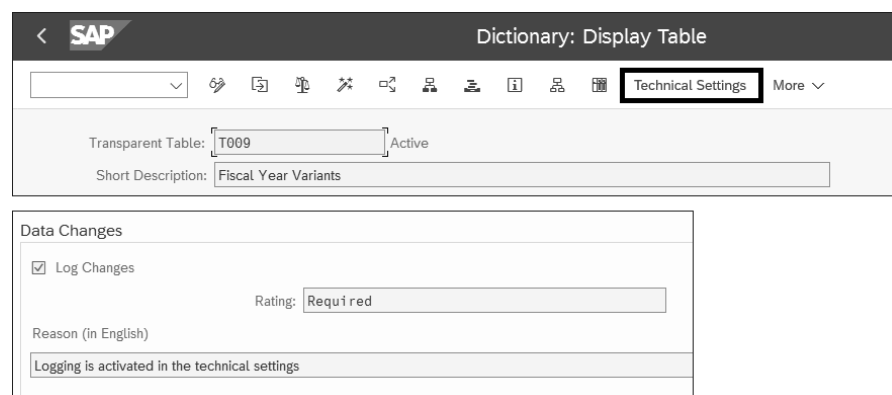 SAP Dictionary: Display Table
Technical Settings More
Transparent Table: T009 Active
Short Description: Fiscal Year Variants
Data Changes
Log Changes
Rating: Required
Reason (in English)
Logging is activated in the technical settings